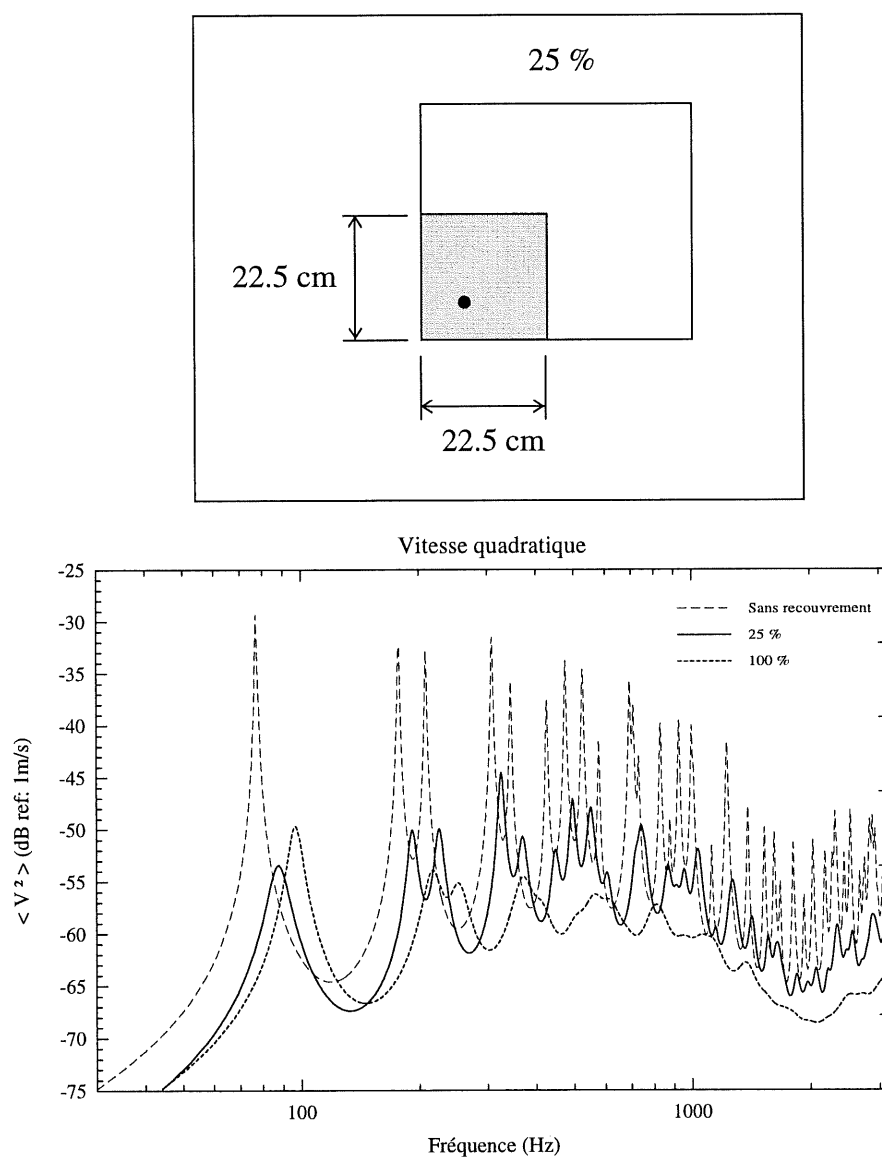 25 %
22.5 cm
22.5 cm
Vitesse quadratique
-25
-30
-35
-40
-45
-50
-55
-60
-65
-70
-75
< V ² > (dB ref: 1m/s)
Sans recouvrement
25 %
100 %
100
1000
Fréquence (Hz)